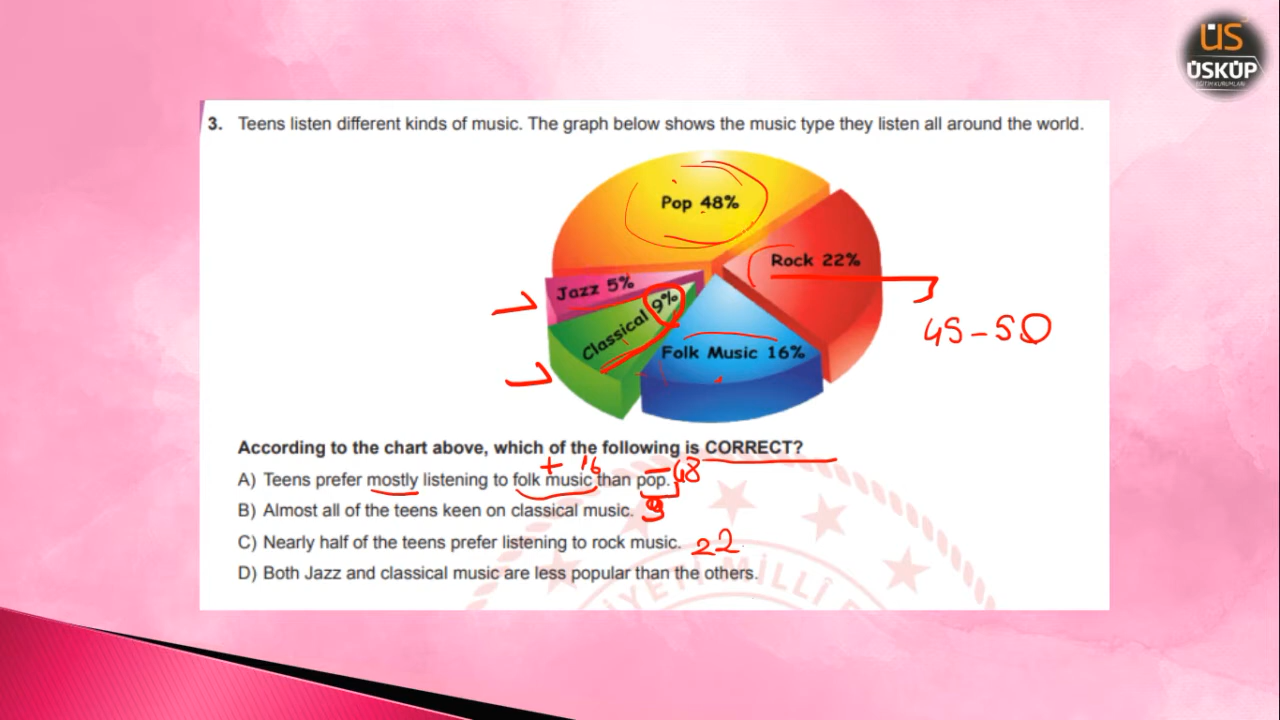 üs
ÜSKÜP
EĞİTİM KURUMLARI
3. Teens listen different kinds of music. The graph below shows the music type they listen all around the world.
Pop 48%
Rock 22%
Jazz 5%
Classical 9%
Folk Music 16%
45-50
According to the chart above, which of the following is CORRECT?
+ 16 - 48
A) Teens prefer mostly listening to folk music than pop.
B) Almost all of the teens keen on classical music. 9
C) Nearly half of the teens prefer listening to rock music. 22
D) Both Jazz and classical music are less popular than the others.